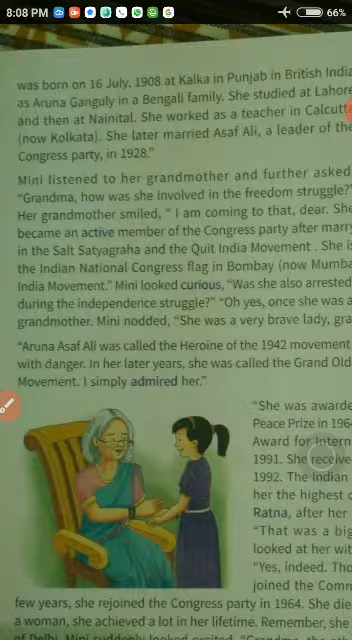 8:08 PM
66%
was born on 16 July, 1908 at Kalka in Punjab in British India
as Aruna Ganguly in a Bengali family. She studied at Lahore
and then at Nainital. She worked as a teacher in Calcutta
(now Kolkata). She later married Asaf Ali, a leader of the
Congress party, in 1928."
Mini listened to her grandmother and further asked
"Grandma, how was she involved in the freedom struggle?"
Her grandmother smiled, " I am coming to that, dear. She
became an active member of the Congress party after marry
in the Salt Satyagraha and the Quit India Movement . She is
the Indian National Congress flag in Bombay (now Mumba
India Movement." Mini looked curious, "Was she also arrested
during the independence struggle?" "Oh yes, once she was a
grandmother. Mini nodded, "She was a very brave lady, gra
"Aruna Asaf Ali was called the Heroine of the 1942 movement
with danger. In her later years, she was called the Grand Old
Movement. I simply admired her."
"She was awarde
Peace Prize in 196
Award for Intern
1991. She receive
1992. The Indian
her the highest c
Ratna, after her
"That was a big
looked at her wit
"Yes, indeed. Tho
joined the Comm
few years, she rejoined the Congress party in 1964. She die
a woman, she achieved a lot in her lifetime. Remember, she
of Delhi. Mini suddenly looked excited. "Grandma, the